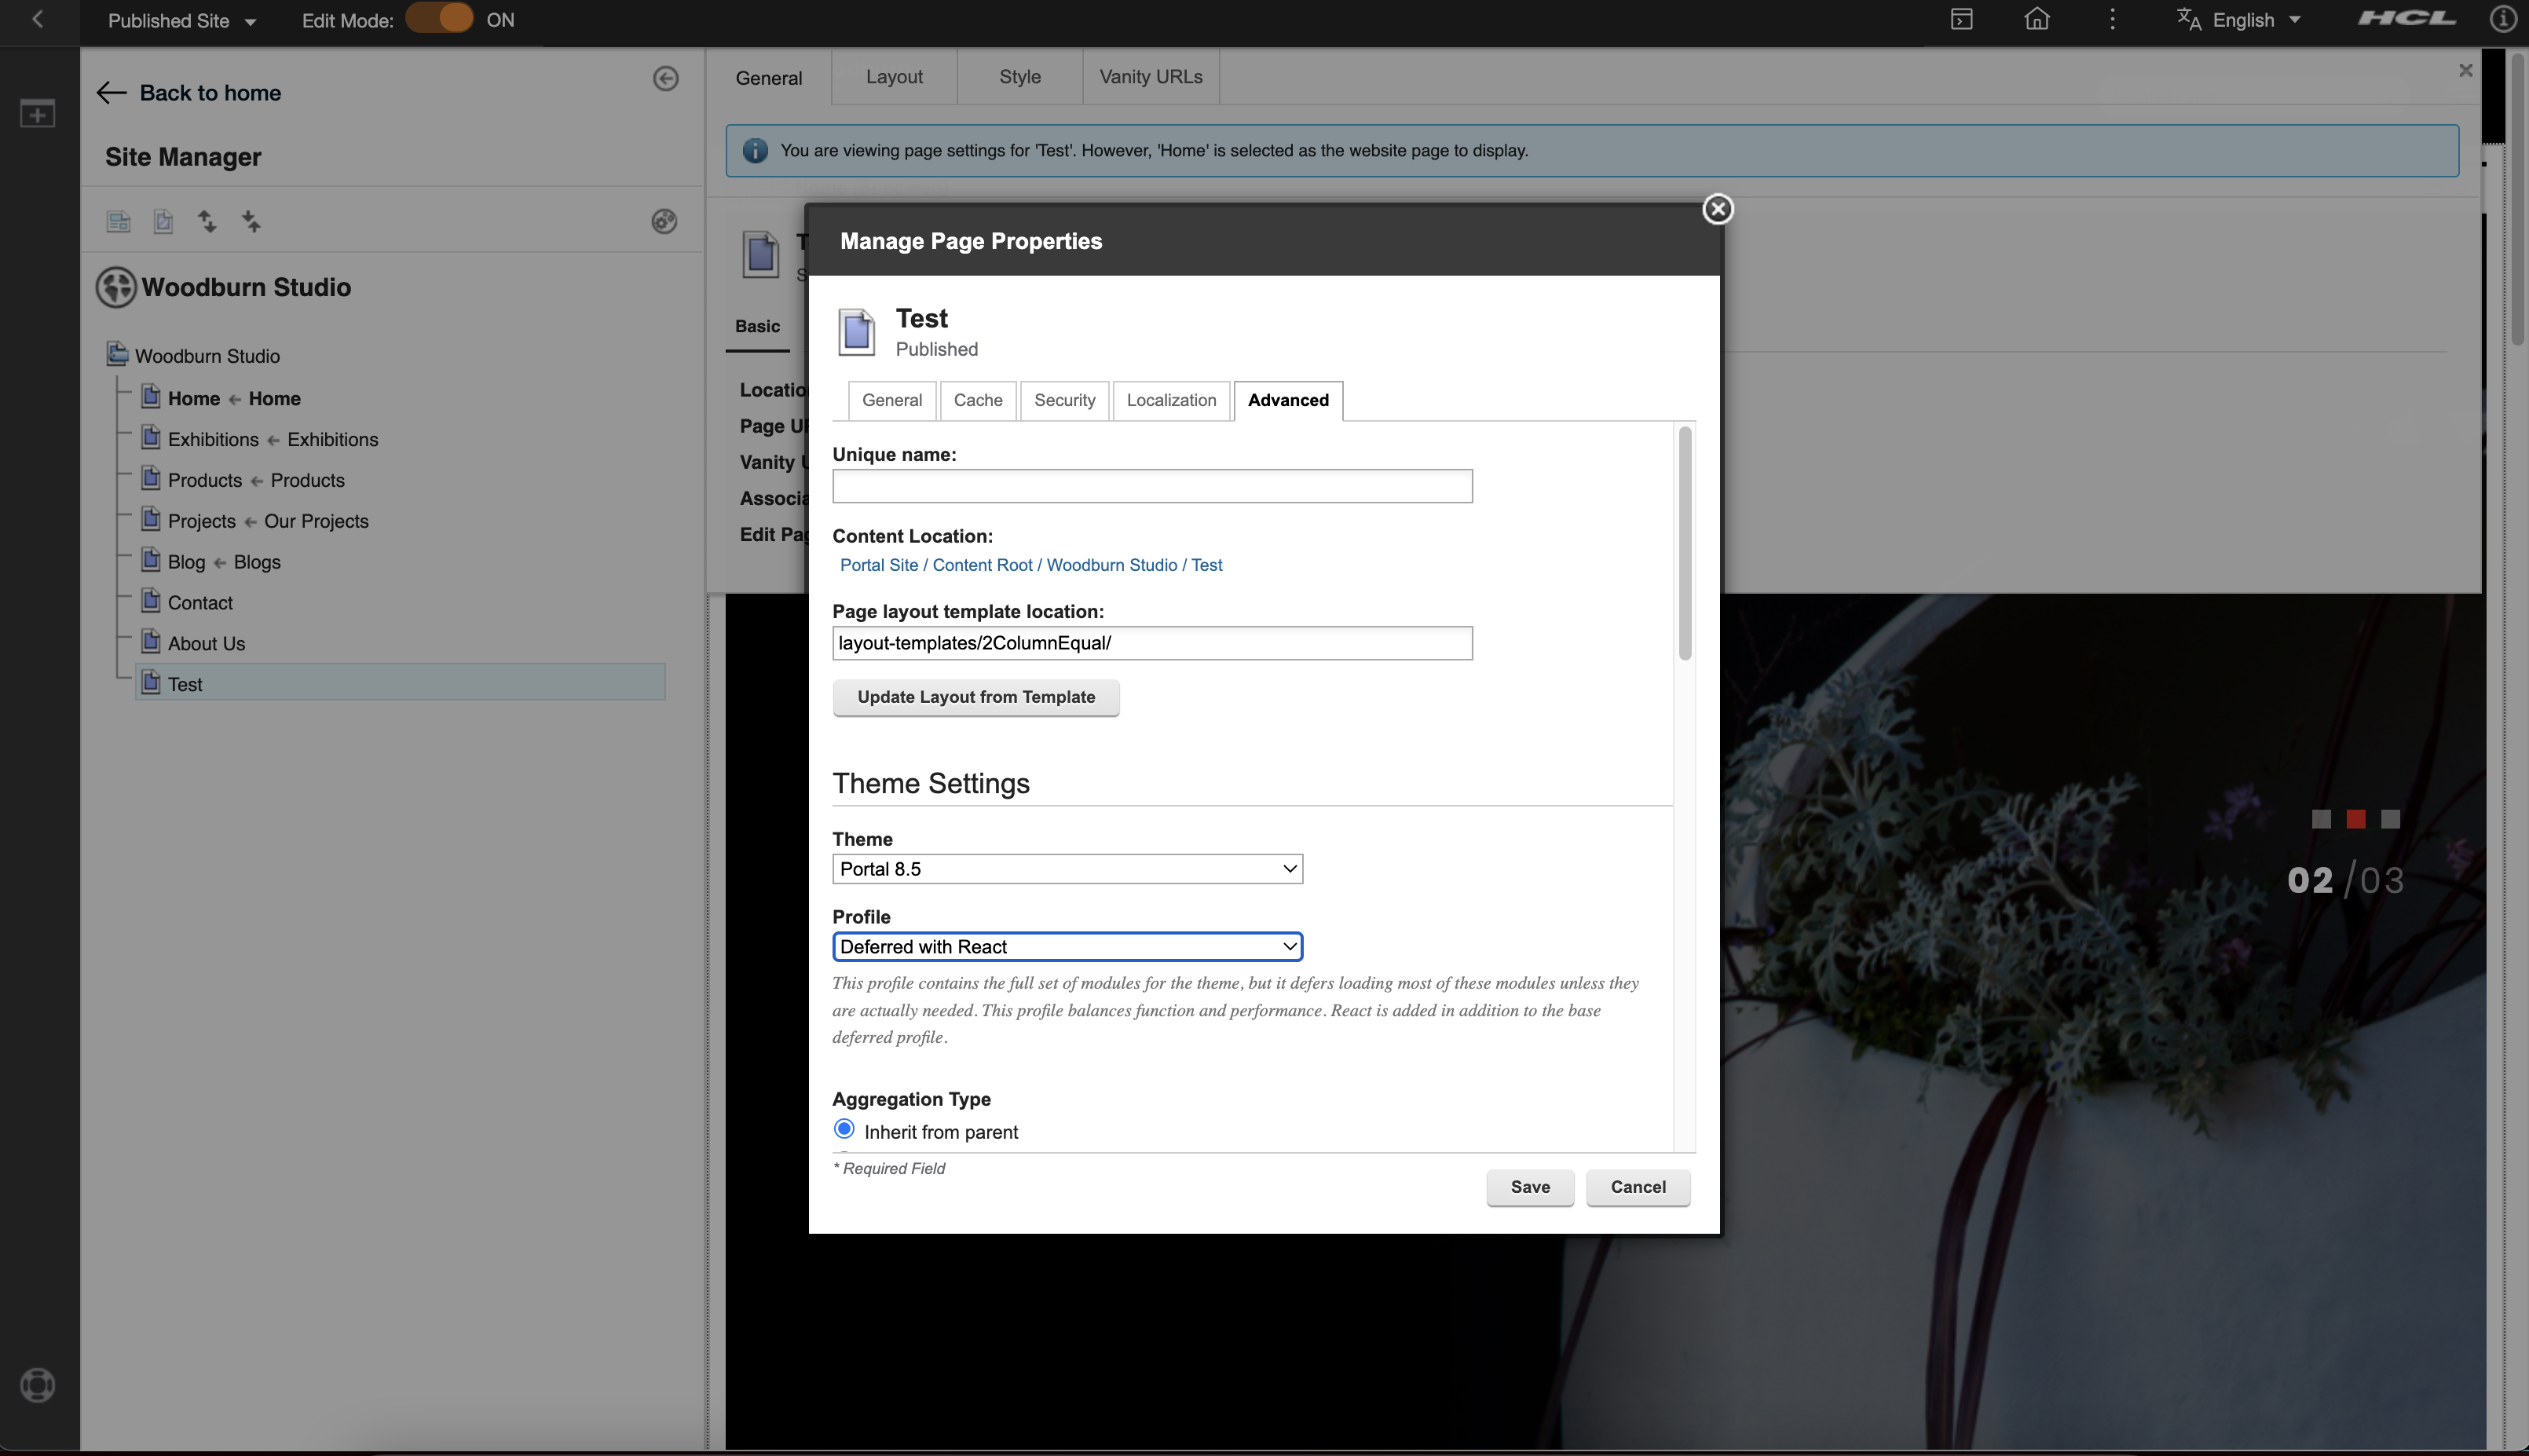 Published Site
Edit Mode:
ON
English
HCL
Back to home
Site Manager
Woodburn Studio
Woodburn Studio
Home ← Home
Exhibitions ← Exhibitions
Products ← Products
Projects ← Our Projects
Blog ← Blogs
Contact
About Us
Test
General
Layout
Style
Vanity URLs
You are viewing page settings for 'Test'. However, 'Home' is selected as the website page to display.
Basic
Vanity
Manage Page Properties
Test
Published
General
Cache
Security
Localization
Advanced
Unique name:
Content Location:
Portal Site / Content Root / Woodburn Studio / Test
Page layout template location:
layout-templates/2ColumnEqual/
Update Layout from Template
Theme Settings
Theme
Portal 8.5
Profile
Deferred with React
This profile contains the full set of modules for the theme, but it defers loading most of these modules unless they
are actually needed. This profile balances function and performance. React is added in addition to the base
deferred profile.
Aggregation Type
Inherit from parent
* Required Field
Save
Cancel
02 /03